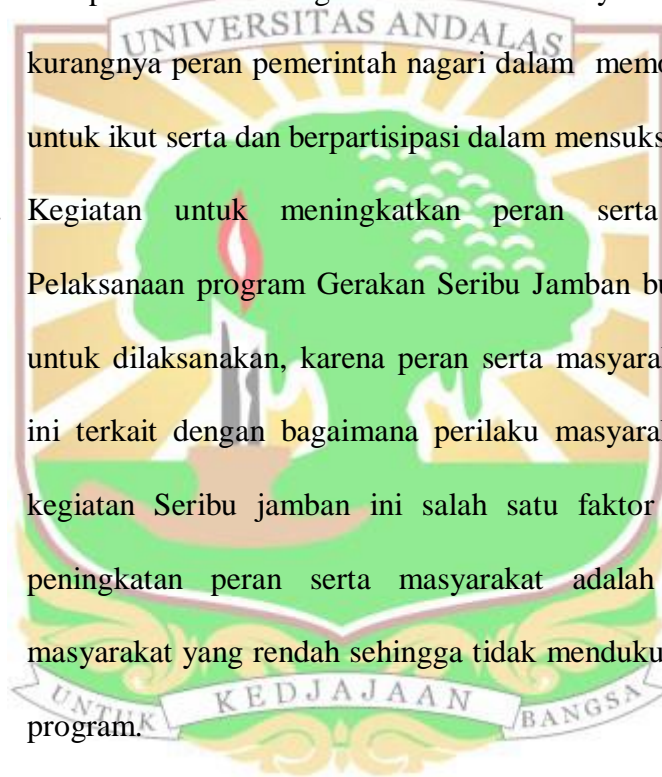 UNIVERSITAS ANDALAS
kurangnya peran pemerintah nagari dalam
untuk ikut serta dan berpartisipasi dalam
Kegiatan untuk meningkatkan peran serta
Pelaksanaan program Gerakan Seribu Jamban
untuk dilaksanakan, karena peran serta
ini terkait dengan bagaimana perilaku
kegiatan Seribu jamban ini salah satu faktor
peningkatan peran serta masyarakat adalah
masyarakat yang rendah sehingga tidak
program.
UNTUK KEDJAJAAN BANGSA